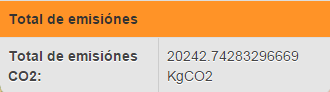 Total de emisiónes
Total de emisiónes 20242.74283296669
CO2: KgCO2